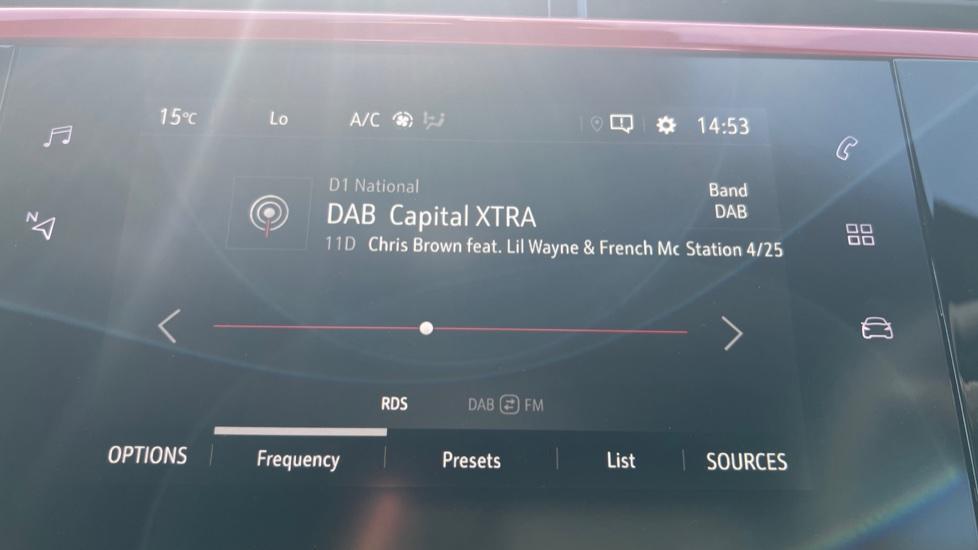 15°C Lo A/C 14:53
D1 National Band
DAB Capital XTRA DAB
11D Chris Brown feat. Lil Wayne & French Mc Station 4/25
N
RDS DAB FM
OPTIONS Frequency Presets List SOURCES